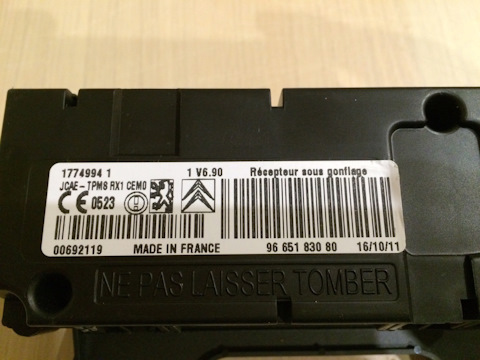 1774994 1 1 V6.90 Récepteur sous gonflage
JCAE-TPMS RX1 CEMO
CE 0523
00692119 MADE IN FRANCE 96 651 830 80 16/10/11
NE PAS LAISSER TOMBER